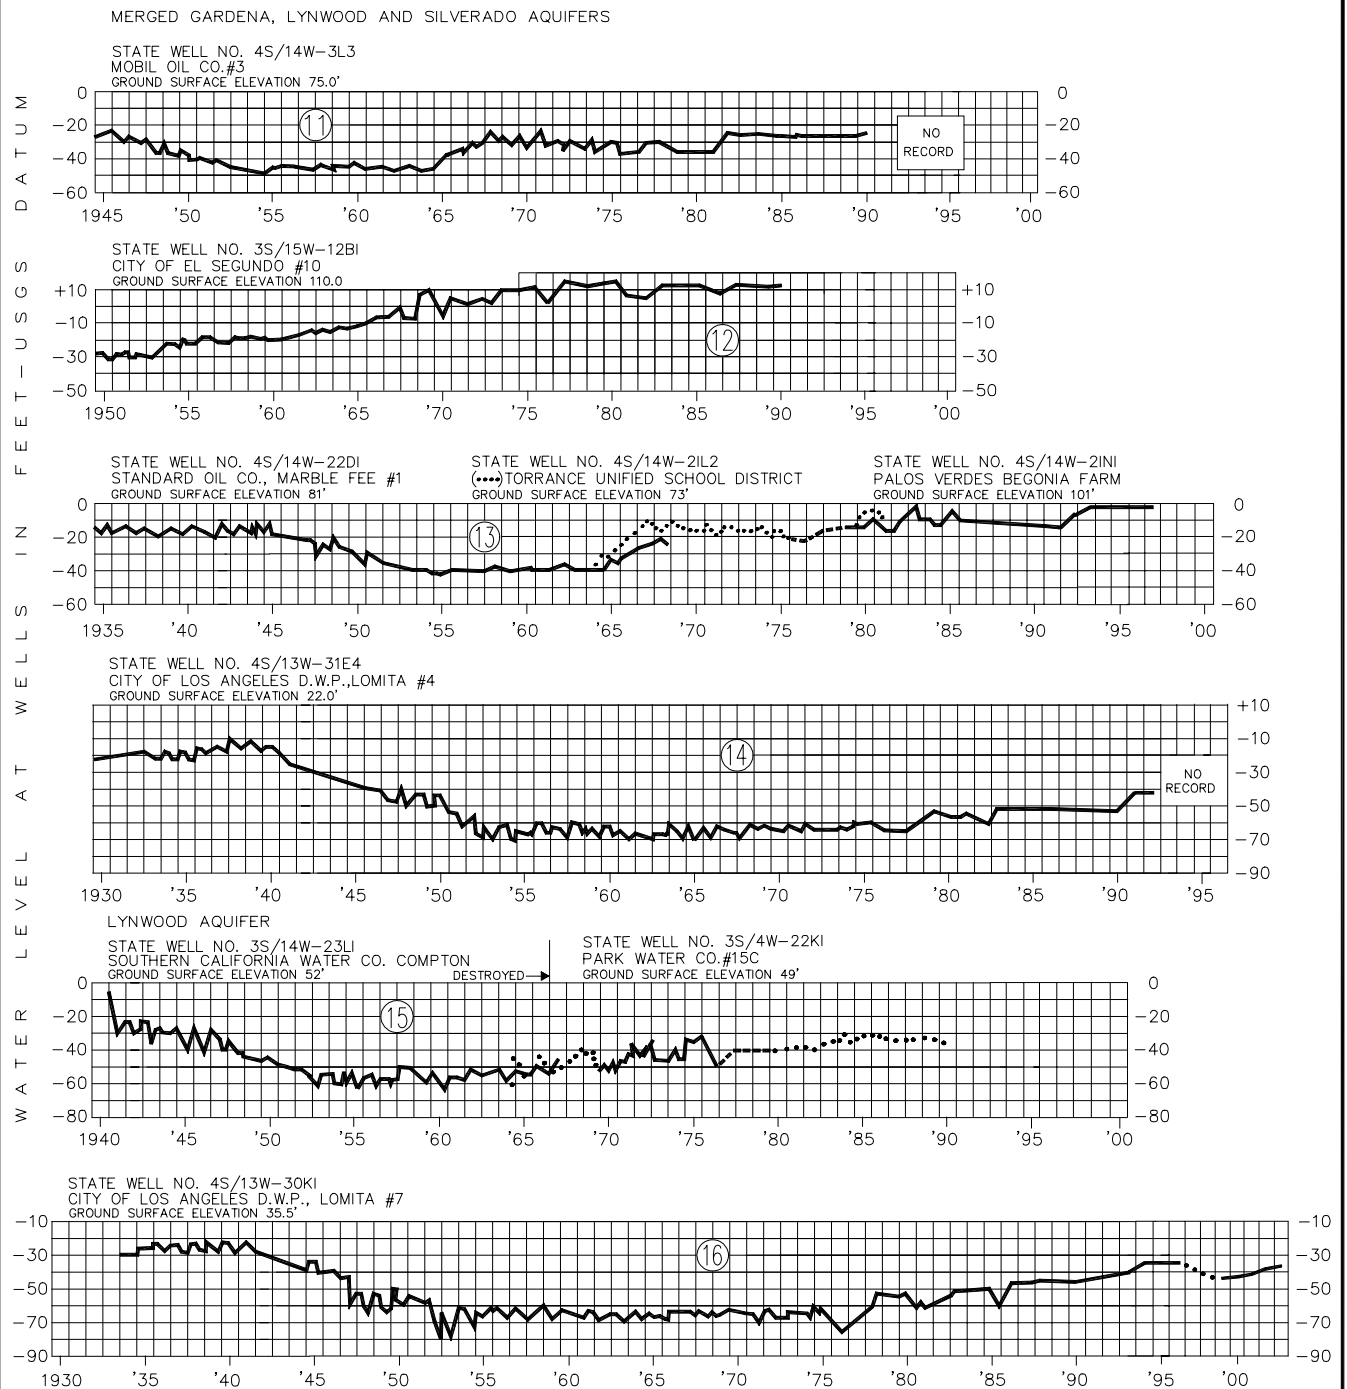 MERGED GARDENA, LYNWOOD AND SILVERADO AQUIFERS
WATER LEVEL AT WELLS IN FEET-USGS DATUM
STATE WELL NO. 4S/14W-3L3
MOBIL OIL CO.#3
GROUND SURFACE ELEVATION 75.0'
0 0
-20 -20
-40 -40
-60 -60
11
NO
RECORD
1945 '50 '55 '60 '65 '70 '75 '80 '85 '90 '95 '00
STATE WELL NO. 3S/15W-12BI
CITY OF EL SEGUNDO #10
GROUND SURFACE ELEVATION 110.0
+10 +10
-10 -10
-30 -30
-50 -50
12
1950 '55 '60 '65 '70 '75 '80 '85 '90 '95 '00
STATE WELL NO. 4S/14W-22DI
STANDARD OIL CO., MARBLE FEE #1
GROUND SURFACE ELEVATION 81'
STATE WELL NO. 4S/14W-2IL2
(····)TORRANCE UNIFIED SCHOOL DISTRICT
GROUND SURFACE ELEVATION 73'
STATE WELL NO. 4S/14W-2INI
PALOS VERDES BEGONIA FARM
GROUND SURFACE ELEVATION 101'
0 0
-20 -20
-40 -40
-60 -60
13
1935 '40 '45 '50 '55 '60 '65 '70 '75 '80 '85 '90 '95 '00
STATE WELL NO. 4S/13W-31E4
CITY OF LOS ANGELES D.W.P.,LOMITA #4
GROUND SURFACE ELEVATION 22.0'
+10
-10
-30
-50
-70
-90
14
NO
RECORD
1930 '35 '40 '45 '50 '55 '60 '65 '70 '75 '80 '85 '90 '95
LYNWOOD AQUIFER
STATE WELL NO. 3S/14W-23LI
SOUTHERN CALIFORNIA WATER CO. COMPTON
GROUND SURFACE ELEVATION 52'
DESTROYED
STATE WELL NO. 3S/4W-22KI
PARK WATER CO.#15C
GROUND SURFACE ELEVATION 49'
0 0
-20 -20
-40 -40
-60 -60
-80 -80
15
1940 '45 '50 '55 '60 '65 '70 '75 '80 '85 '90 '95 '00
STATE WELL NO. 4S/13W-30KI
CITY OF LOS ANGELES D.W.P., LOMITA #7
GROUND SURFACE ELEVATION 35.5'
-10 -10
-30 -30
-50 -50
-70 -70
-90 -90
16
1930 '35 '40 '45 '50 '55 '60 '65 '70 '75 '80 '85 '90 '95 '00